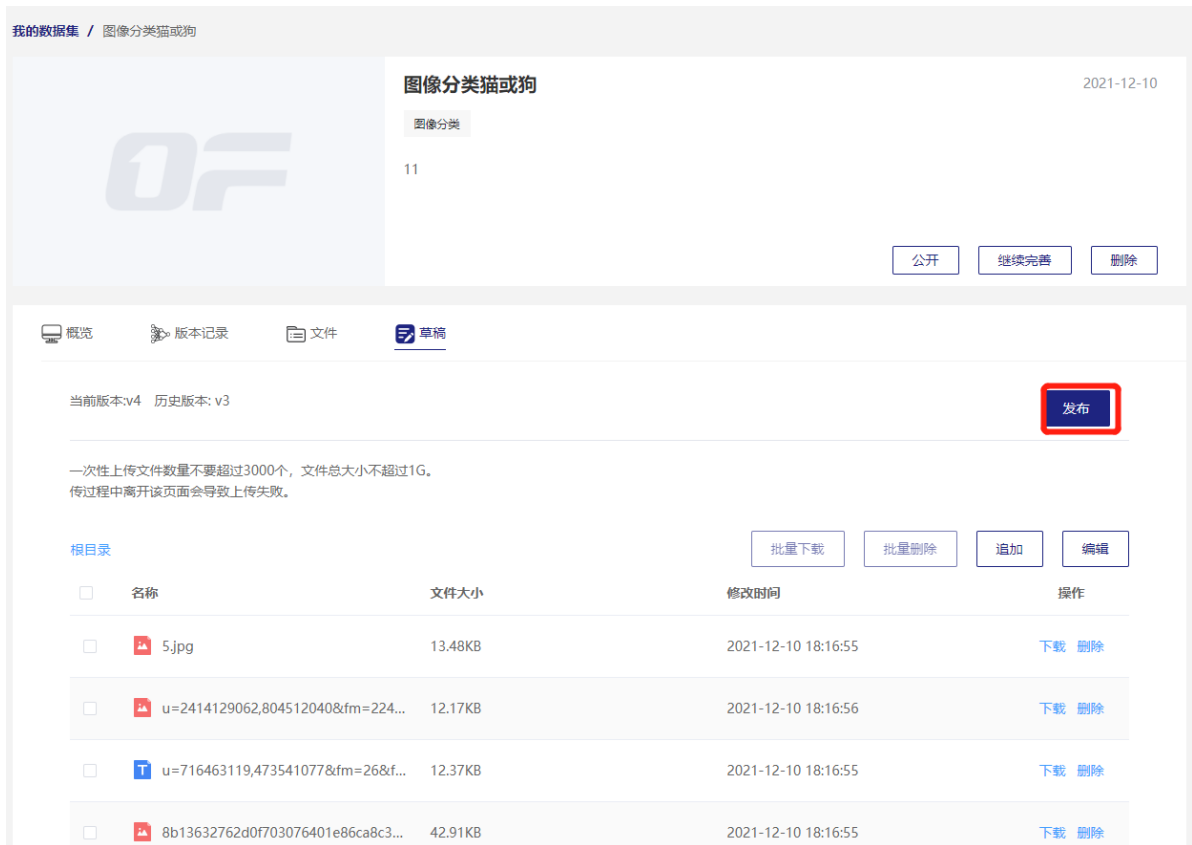 我的数据集 / 图像分类猫或狗
图像分类猫或狗
2021-12-10
图像分类
11
公开 继续完善 删除
概览 版本记录 文件 草稿
当前版本:v4 历史版本: v3
发布
一次性上传文件数量不要超过3000个，文件总大小不超过1G。
传过程中离开该页面会导致上传失败。
根目录
批量下载 批量删除 追加 编辑
名称 文件大小 修改时间 操作
5.jpg 13.48KB 2021-12-10 18:16:55 下载 删除
u=2414129062,804512040&fm=224... 12.17KB 2021-12-10 18:16:56 下载 删除
u=716463119,473541077&fm=26&f... 12.37KB 2021-12-10 18:16:55 下载 删除
8b13632762d0f703076401e86ca8c3... 42.91KB 2021-12-10 18:16:55 下载 删除